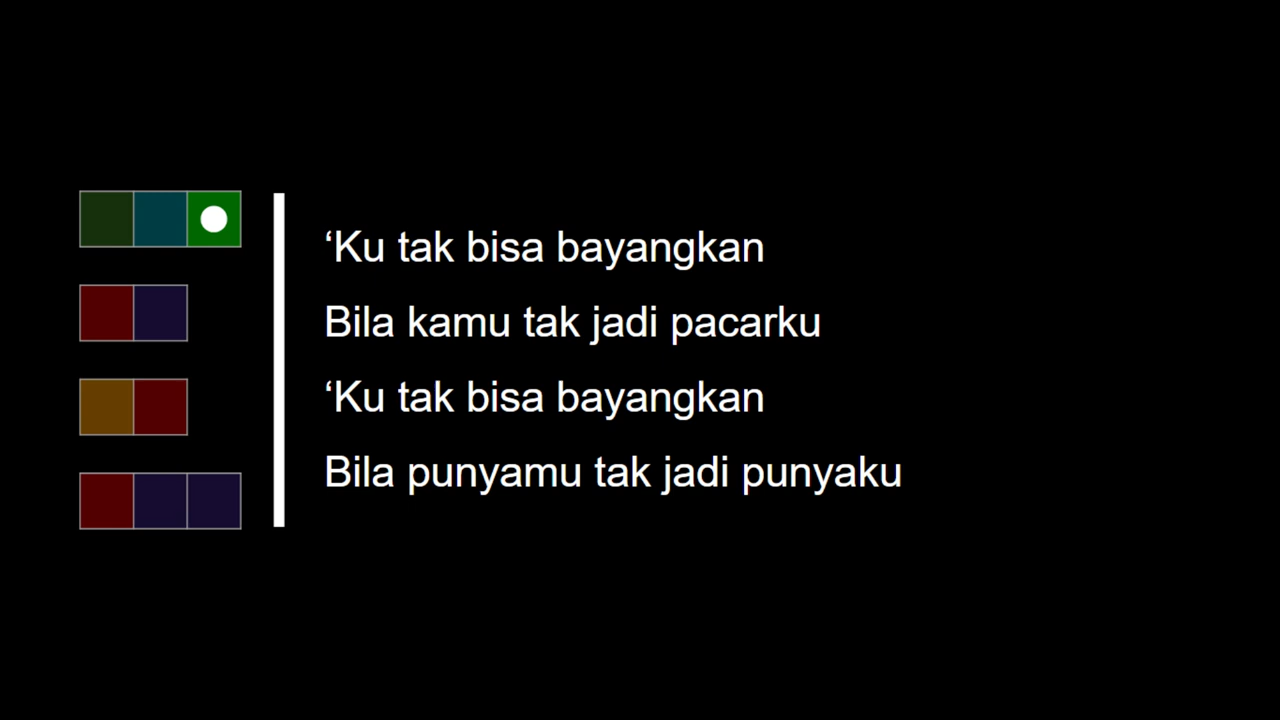 ‘Ku tak bisa bayangkan
Bila kamu tak jadi pacarku
‘Ku tak bisa bayangkan
Bila punyamu tak jadi punyaku